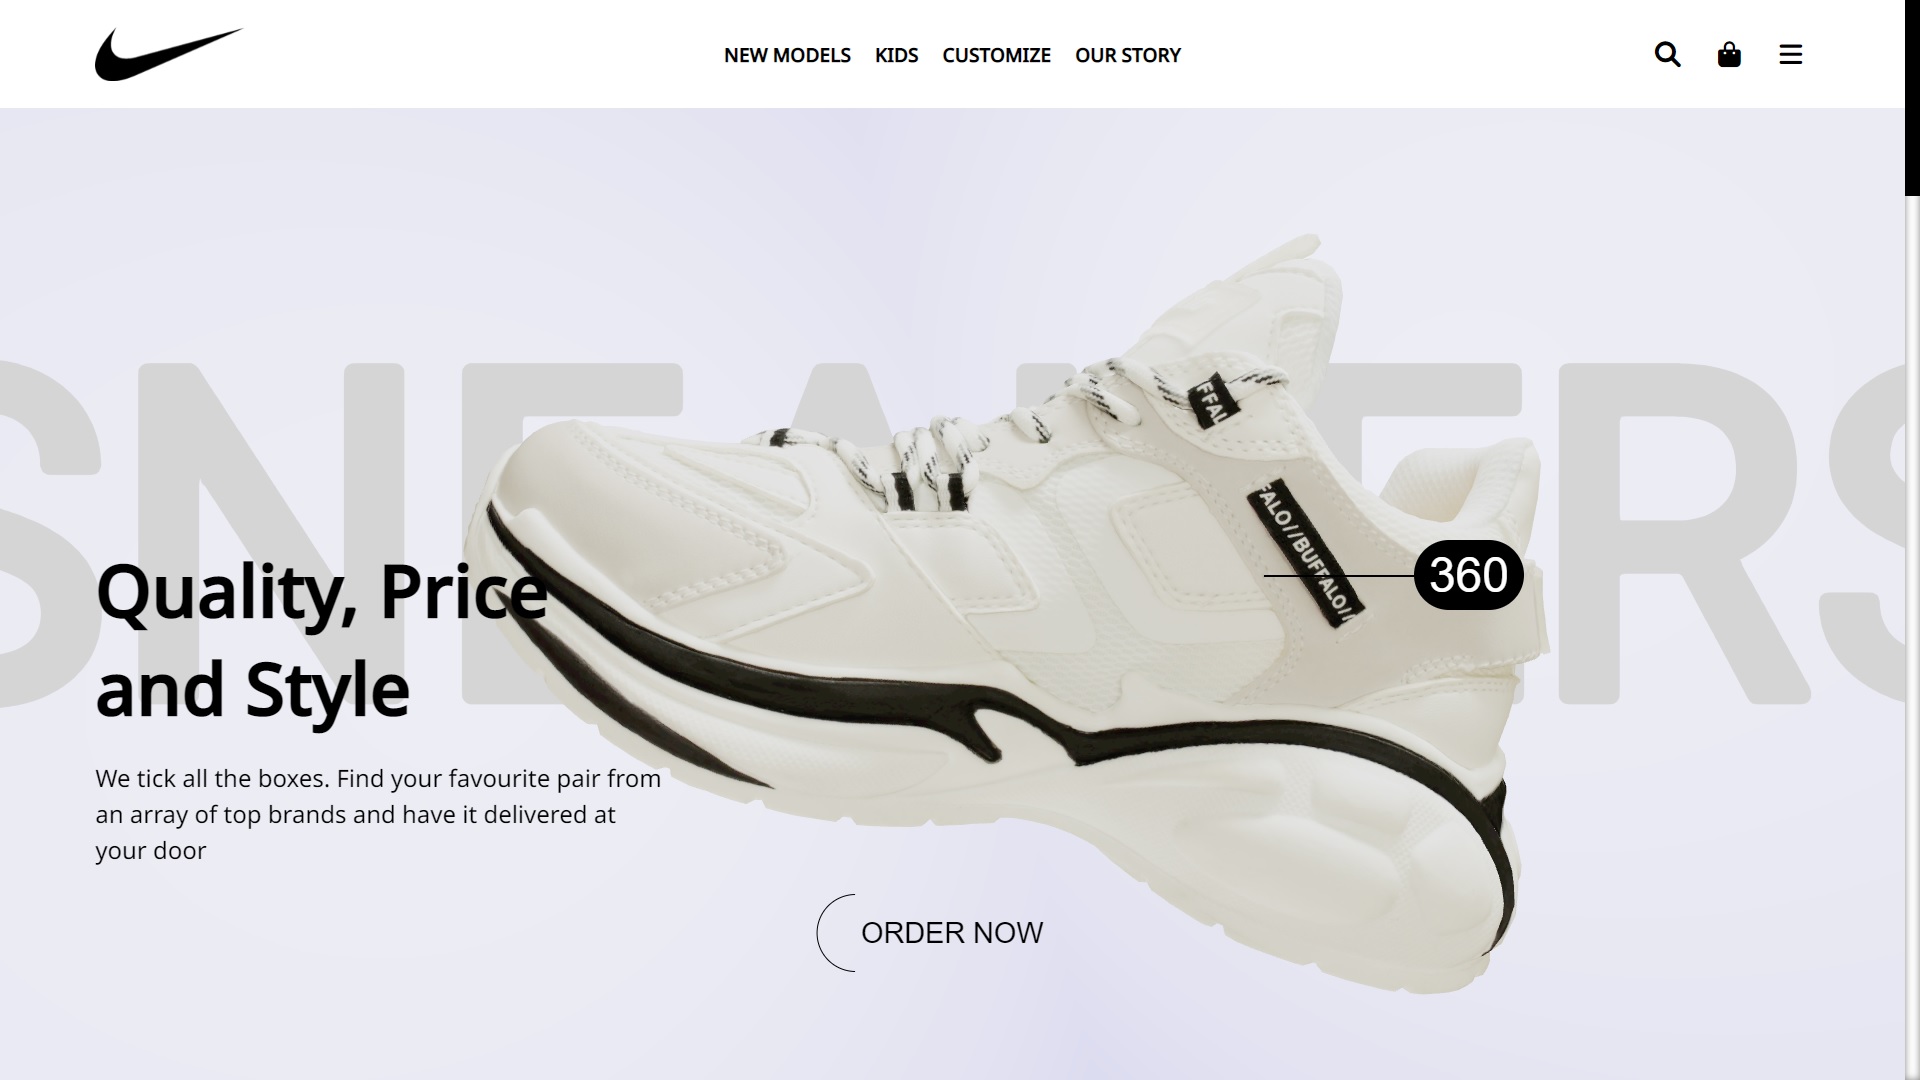 NEW MODELS KIDS CUSTOMIZE OUR STORY
SNEAKERS
FFAL
FALO//BUFFALO//
360
Quality, Price
and Style
We tick all the boxes. Find your favourite pair from
an array of top brands and have it delivered at
your door
ORDER NOW